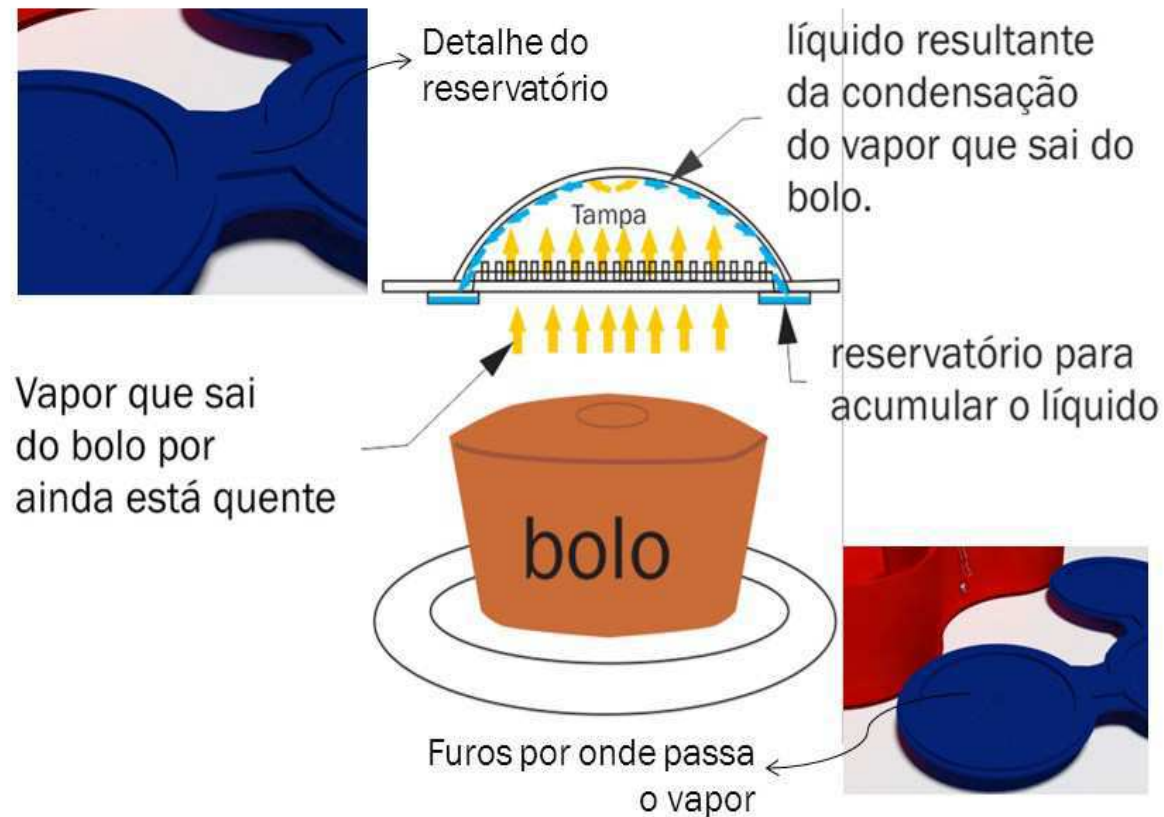 Detalhe do
reservatório
líquido resultante
da condensação
do vapor que sai do
bolo.
Tampa
reservatório para
acumular o líquido
Vapor que sai
do bolo por
ainda está quente
bolo
Furos por onde passa
o vapor